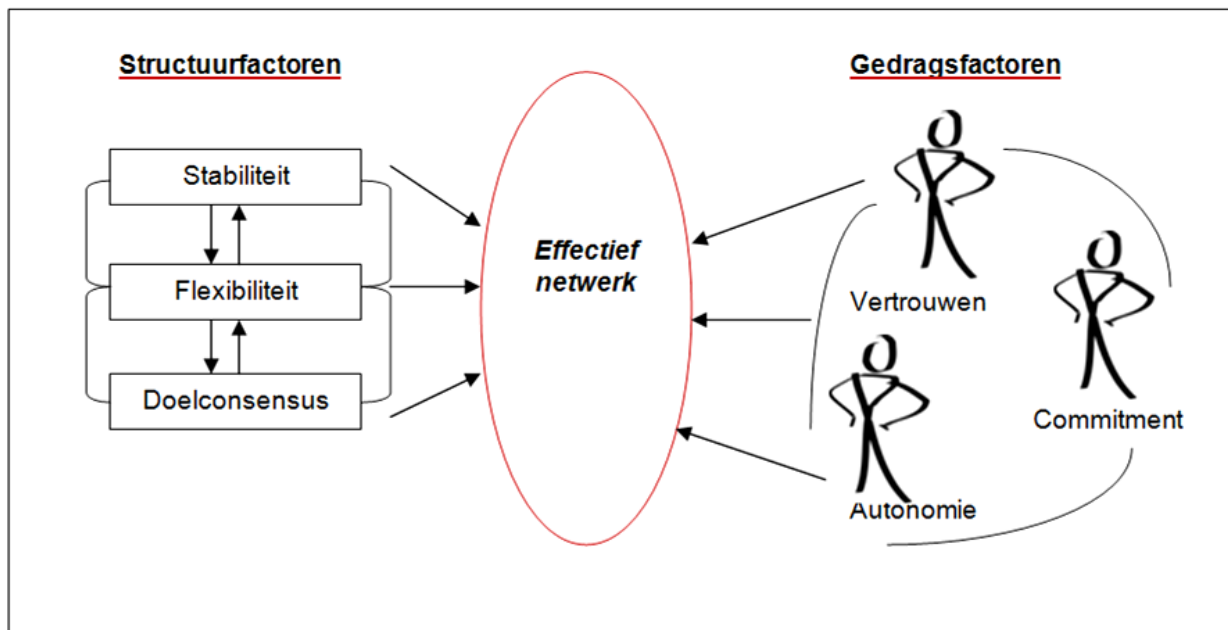 Structuurfactoren
Stabiliteit
Flexibiliteit
Doelconsensus
Effectief
netwerk
Gedragsfactoren
Vertrouwen
Commitment
Autonomie